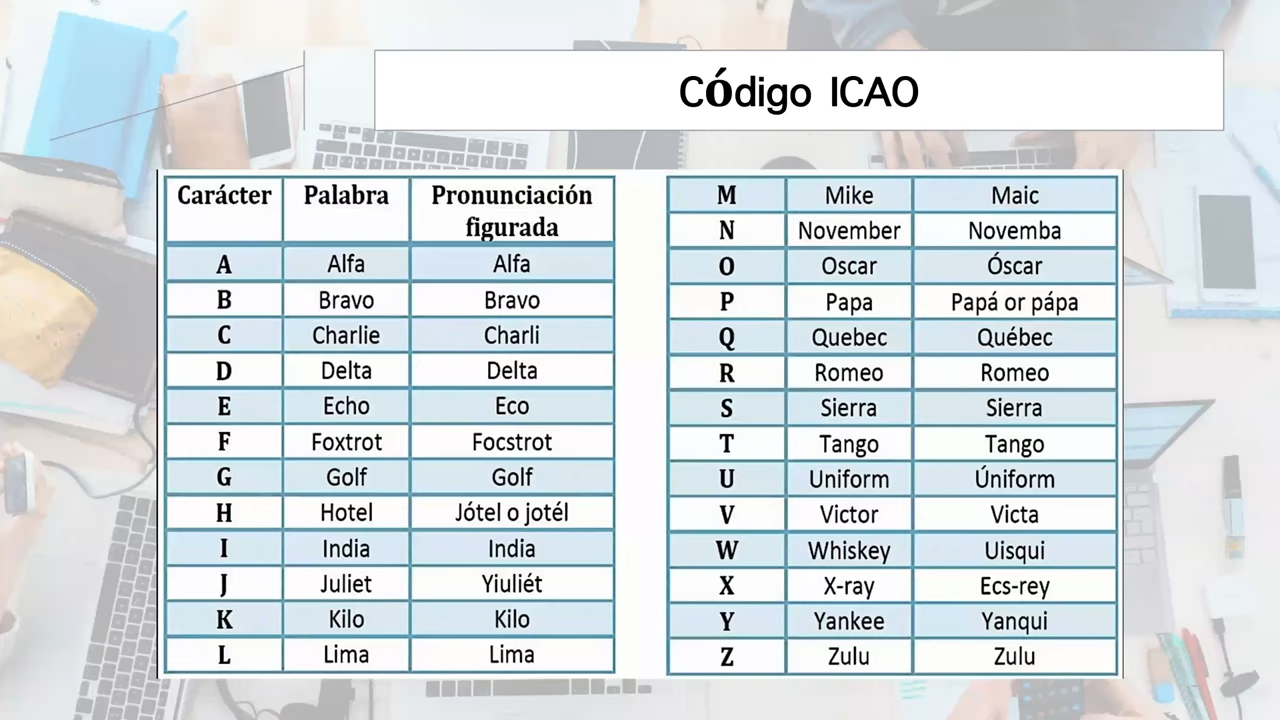 Código ICAO
Carácter Palabra Pronunciación figurada
A Alfa Alfa
B Bravo Bravo
C Charlie Charli
D Delta Delta
E Echo Eco
F Foxtrot Focstrot
G Golf Golf
H Hotel Jótel o jotél
I India India
J Juliet Yiuliét
K Kilo Kilo
L Lima Lima
M Mike Maic
N November Novemba
O Oscar Óscar
P Papa Papá or pápa
Q Quebec Québec
R Romeo Romeo
S Sierra Sierra
T Tango Tango
U Uniform Úniform
V Victor Victa
W Whiskey Uisqui
X X-ray Ecs-rey
Y Yankee Yanqui
Z Zulu Zulu